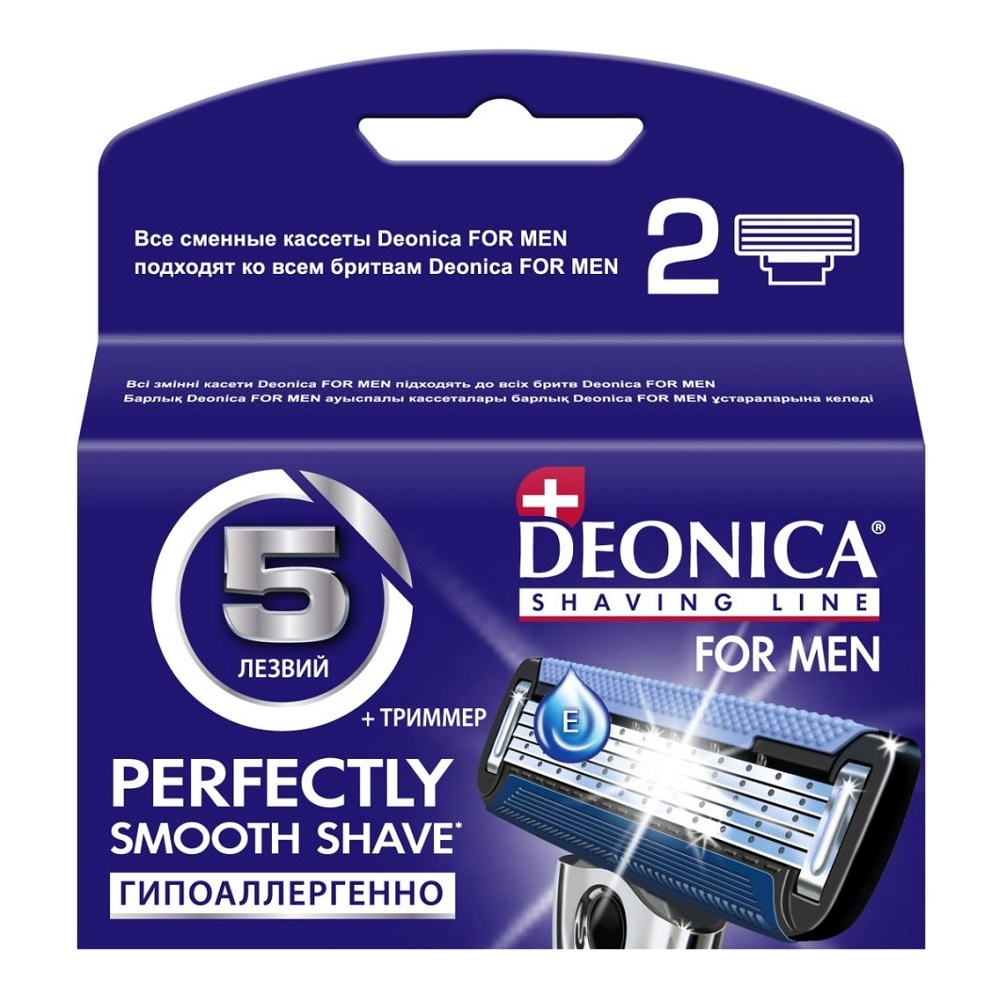 Все сменные кассеты Deonica FOR MEN
подходят ко всем бритвам Deonica FOR MEN
2
Всі змінні касети Deonica FOR MEN підходять до всіх бритв Deonica FOR MEN
Барлық Deonica FOR MEN ауыспалы кассеталары барлық Deonica FOR MEN ұстараларына келеді
5
ЛЕЗВИЙ
+ ТРИММЕР
DEONICA®
SHAVING LINE
FOR MEN
E
PERFECTLY
SMOOTH SHAVE*
ГИПОАЛЛЕРГЕННО